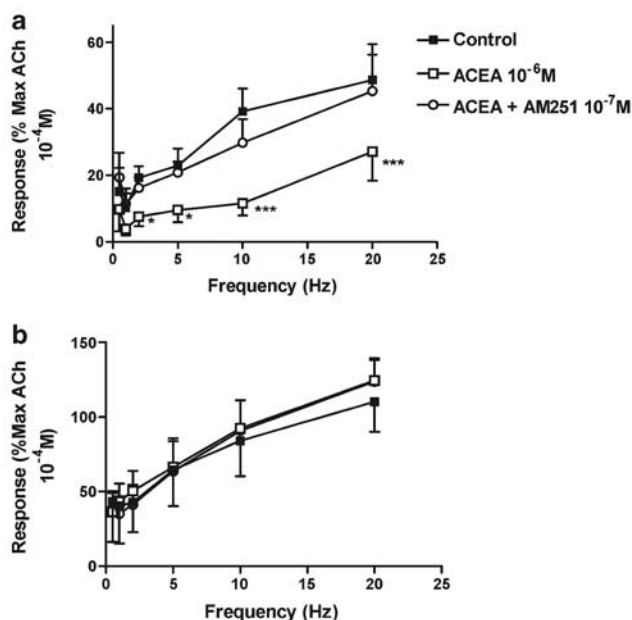 a
Response (% Max ACh
10⁻⁴M)
60
40
20
0
*
*
***
***
0
5
10
15
20
25
Frequency (Hz)
Control
ACEA 10⁻⁶M
ACEA + AM251 10⁻⁷M
b
Response (%Max ACh
10⁻⁴M)
150
100
50
0
0
5
10
15
20
25
Frequency (Hz)